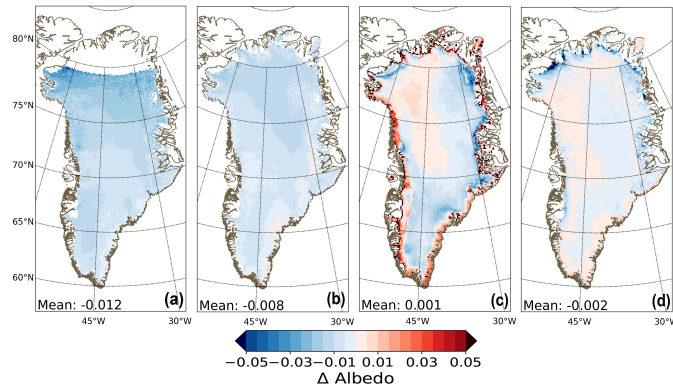 80°N
75°N
70°N
65°N
60°N
Mean: -0.012
(a)
Mean: -0.008
(b)
Mean: 0.001
(c)
Mean: -0.002
(d)
45°W
30°W
45°W
30°W
45°W
30°W
45°W
30°W
−0.05
−0.03
−0.01
0.01
0.03
0.05
Δ Albedo